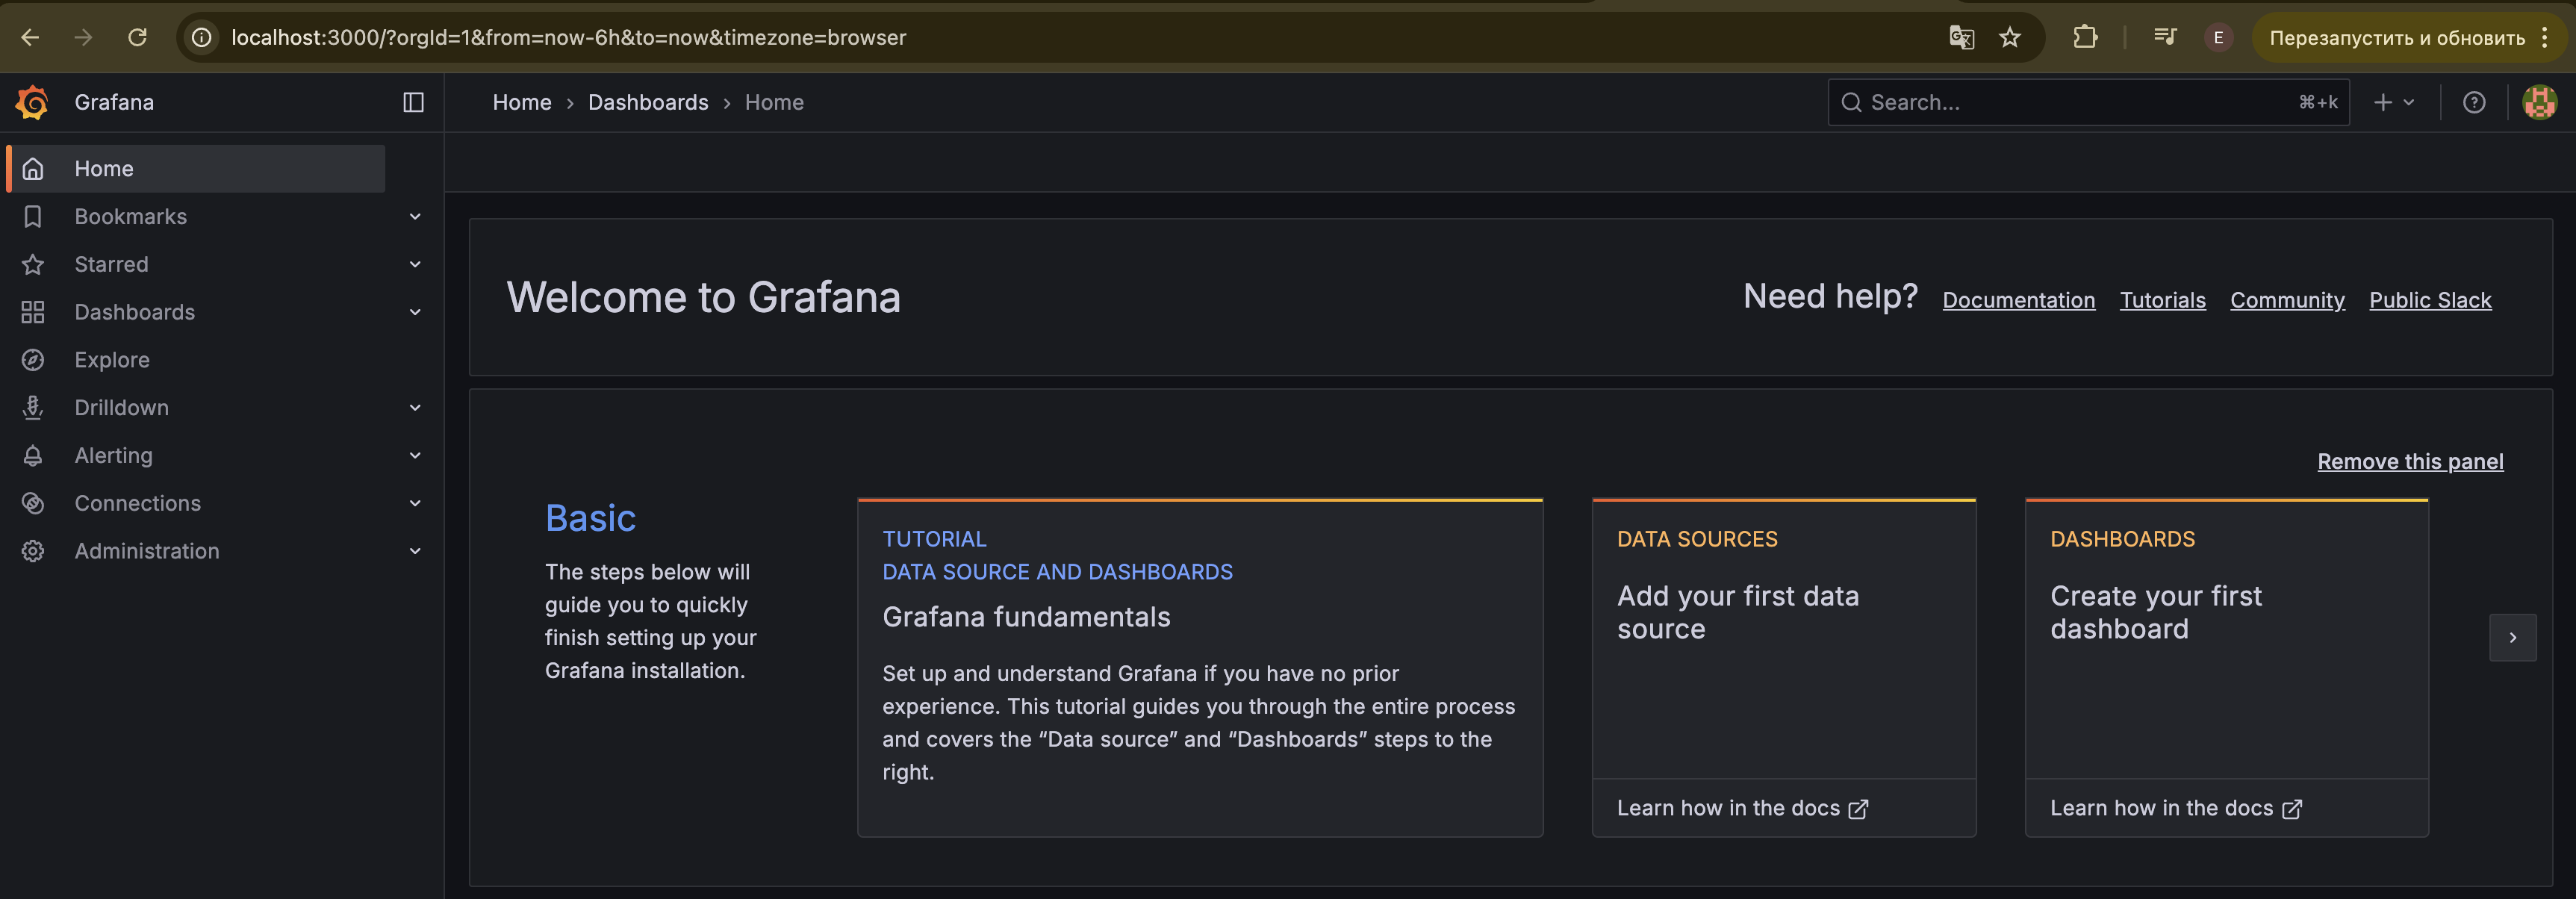 localhost:3000/?orgId=1&from=now-6h&to=now&timezone=browser
E
Перезапустить и обновить
Grafana
Home › Dashboards › Home
Search...
⌘+k
Home
Bookmarks
Starred
Dashboards
Explore
Drilldown
Alerting
Connections
Administration
Welcome to Grafana
Need help?
Documentation
Tutorials
Community
Public Slack
Remove this panel
Basic
The steps below will
guide you to quickly
finish setting up your
Grafana installation.
TUTORIAL
DATA SOURCE AND DASHBOARDS
Grafana fundamentals
Set up and understand Grafana if you have no prior
experience. This tutorial guides you through the entire process
and covers the “Data source” and “Dashboards” steps to the
right.
DATA SOURCES
Add your first data
source
Learn how in the docs
DASHBOARDS
Create your first
dashboard
Learn how in the docs